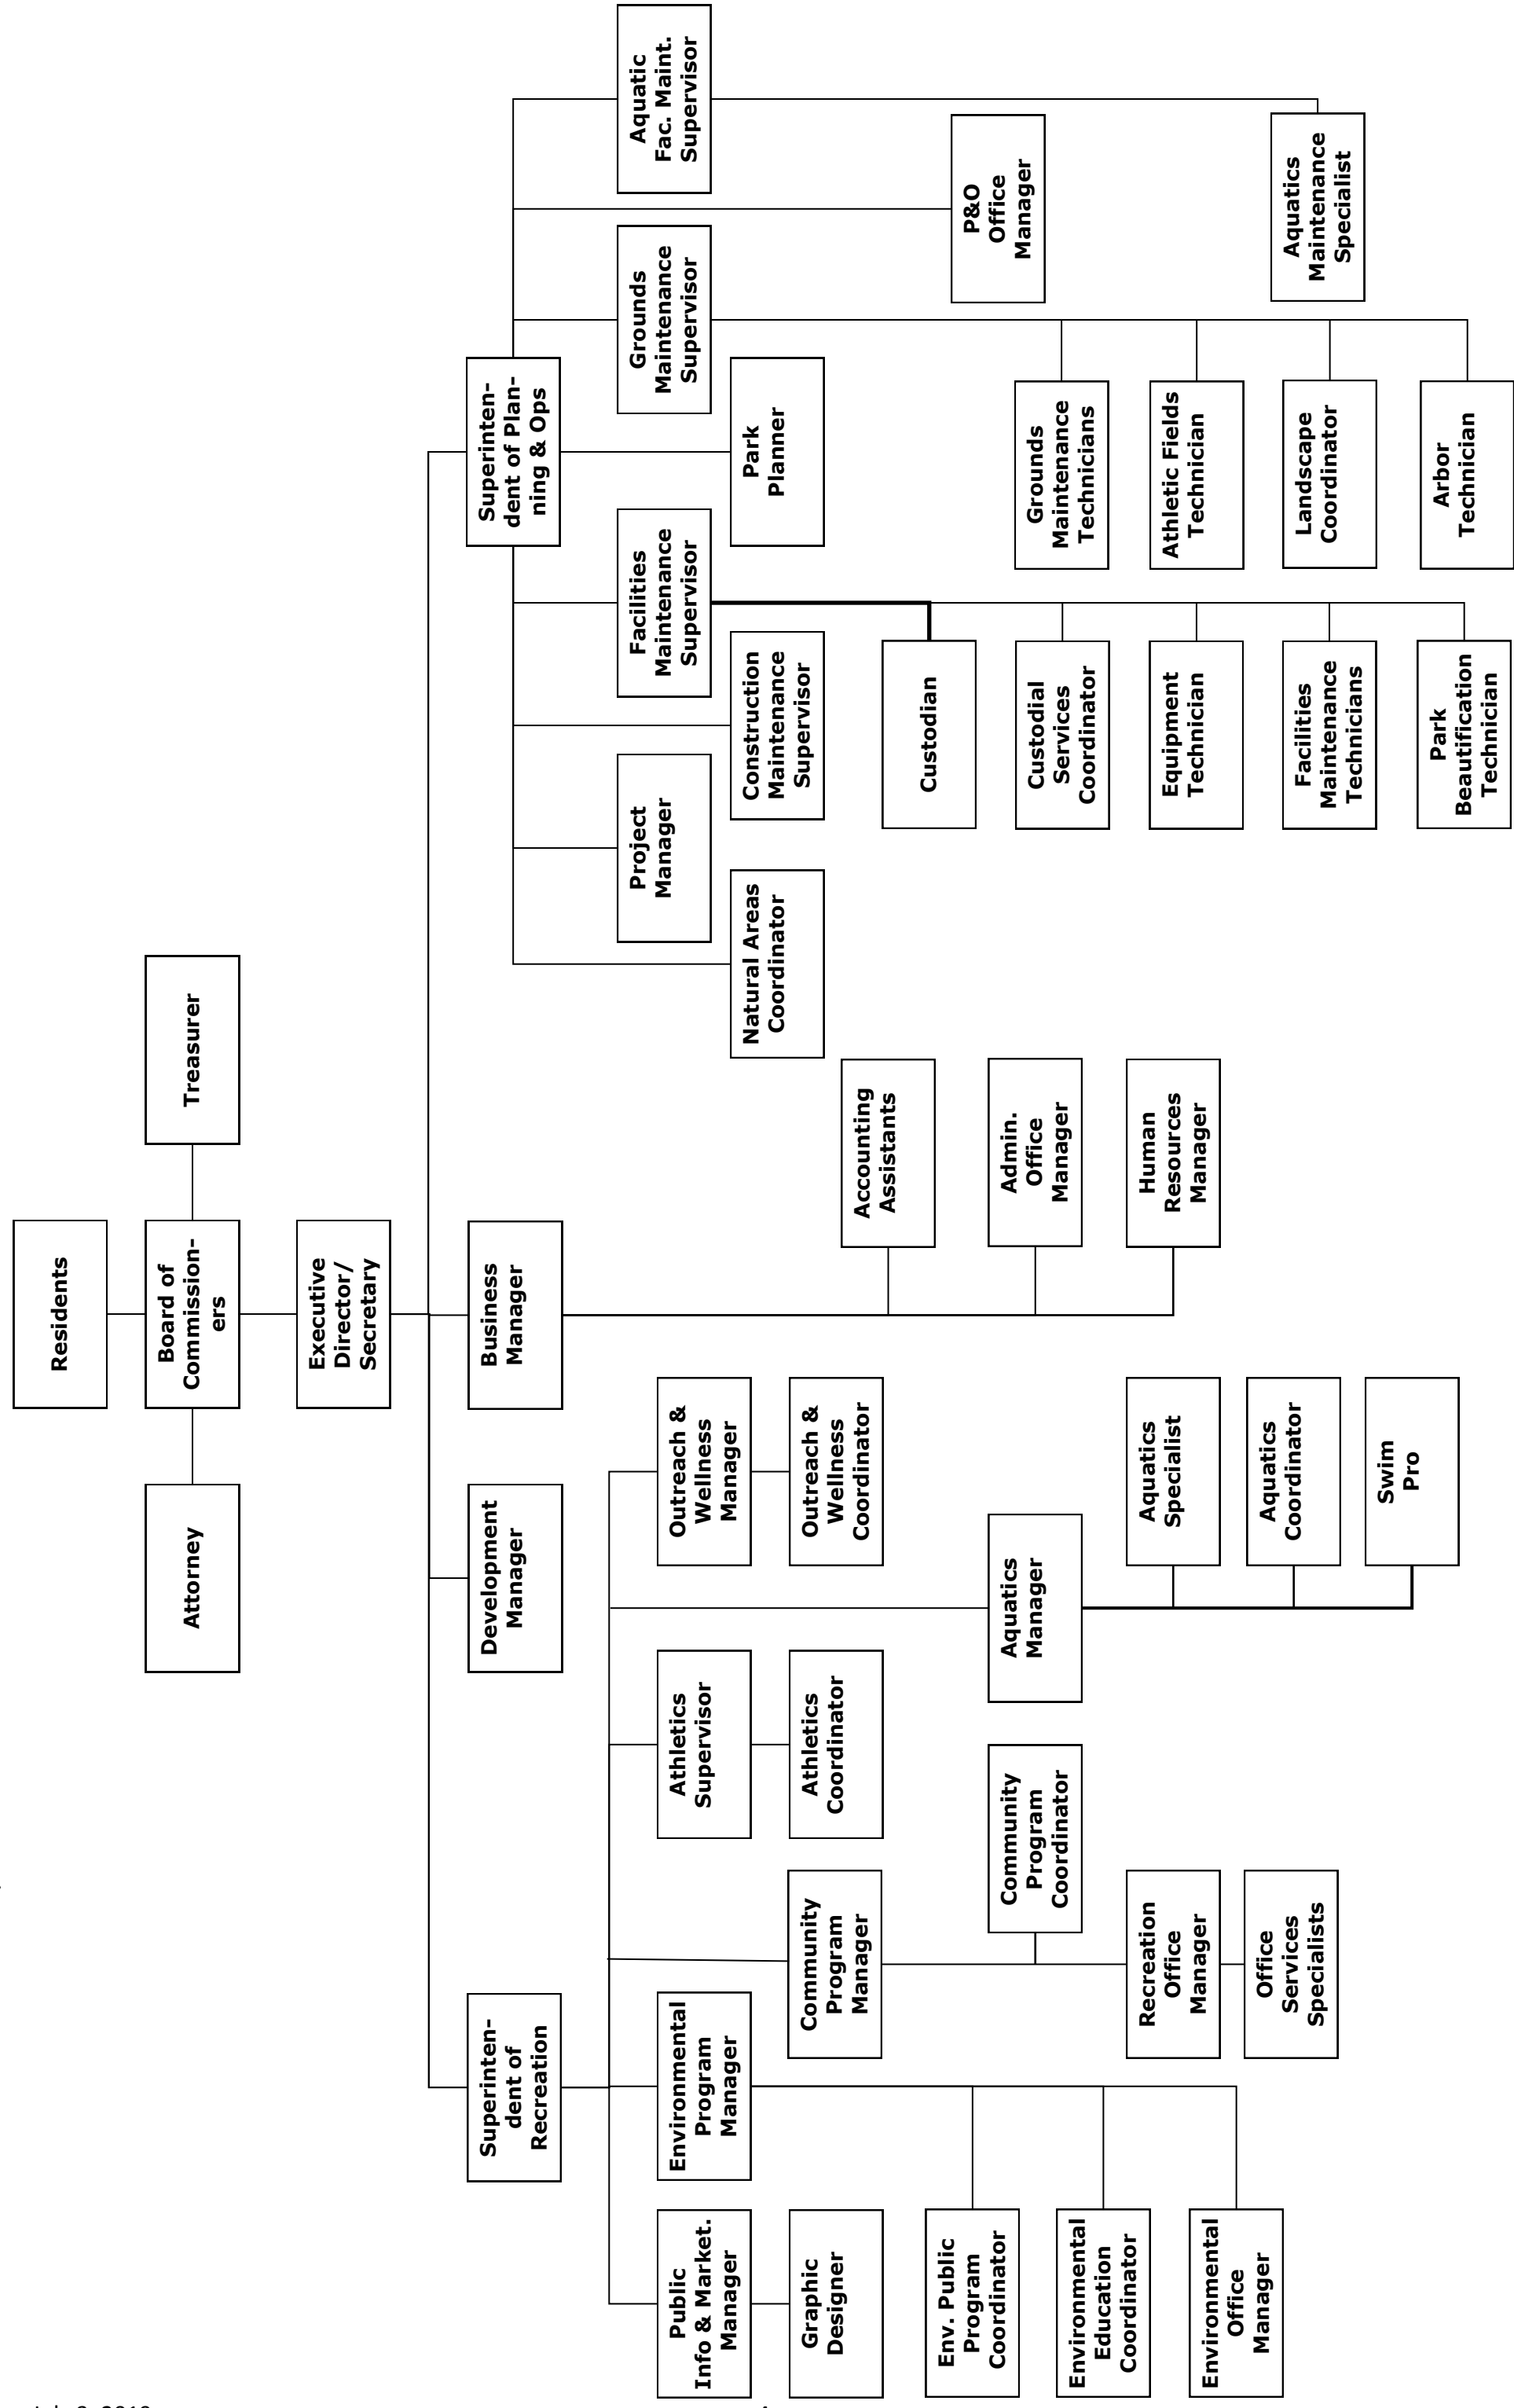 Residents
Attorney
Board of
Commission-
ers
Treasurer
Executive
Director/
Secretary
Superinten-
dent of
Recreation
Development
Manager
Business
Manager
Superinten-
dent of Plan-
ning & Ops
Public
Info & Market.
Manager
Environmental
Program
Manager
Athletics
Supervisor
Outreach &
Wellness
Manager
Project
Manager
Facilities
Maintenance
Supervisor
Grounds
Maintenance
Supervisor
Aquatic
Fac. Maint.
Supervisor
Natural Areas
Coordinator
Construction
Maintenance
Supervisor
Park
Planner
Graphic
Designer
Community
Program
Manager
Athletics
Coordinator
Outreach &
Wellness
Coordinator
Accounting
Assistants
Custodian
P&O
Office
Manager
Env. Public
Program
Coordinator
Community
Program
Coordinator
Aquatics
Manager
Admin.
Office
Manager
Custodial
Services
Coordinator
Grounds
Maintenance
Technicians
Environmental
Education
Coordinator
Recreation
Office
Manager
Aquatics
Specialist
Human
Resources
Manager
Equipment
Technician
Athletic Fields
Technician
Environmental
Office
Manager
Office
Services
Specialists
Aquatics
Coordinator
Facilities
Maintenance
Technicians
Landscape
Coordinator
Aquatics
Maintenance
Specialist
Swim
Pro
Park
Beautification
Technician
Arbor
Technician